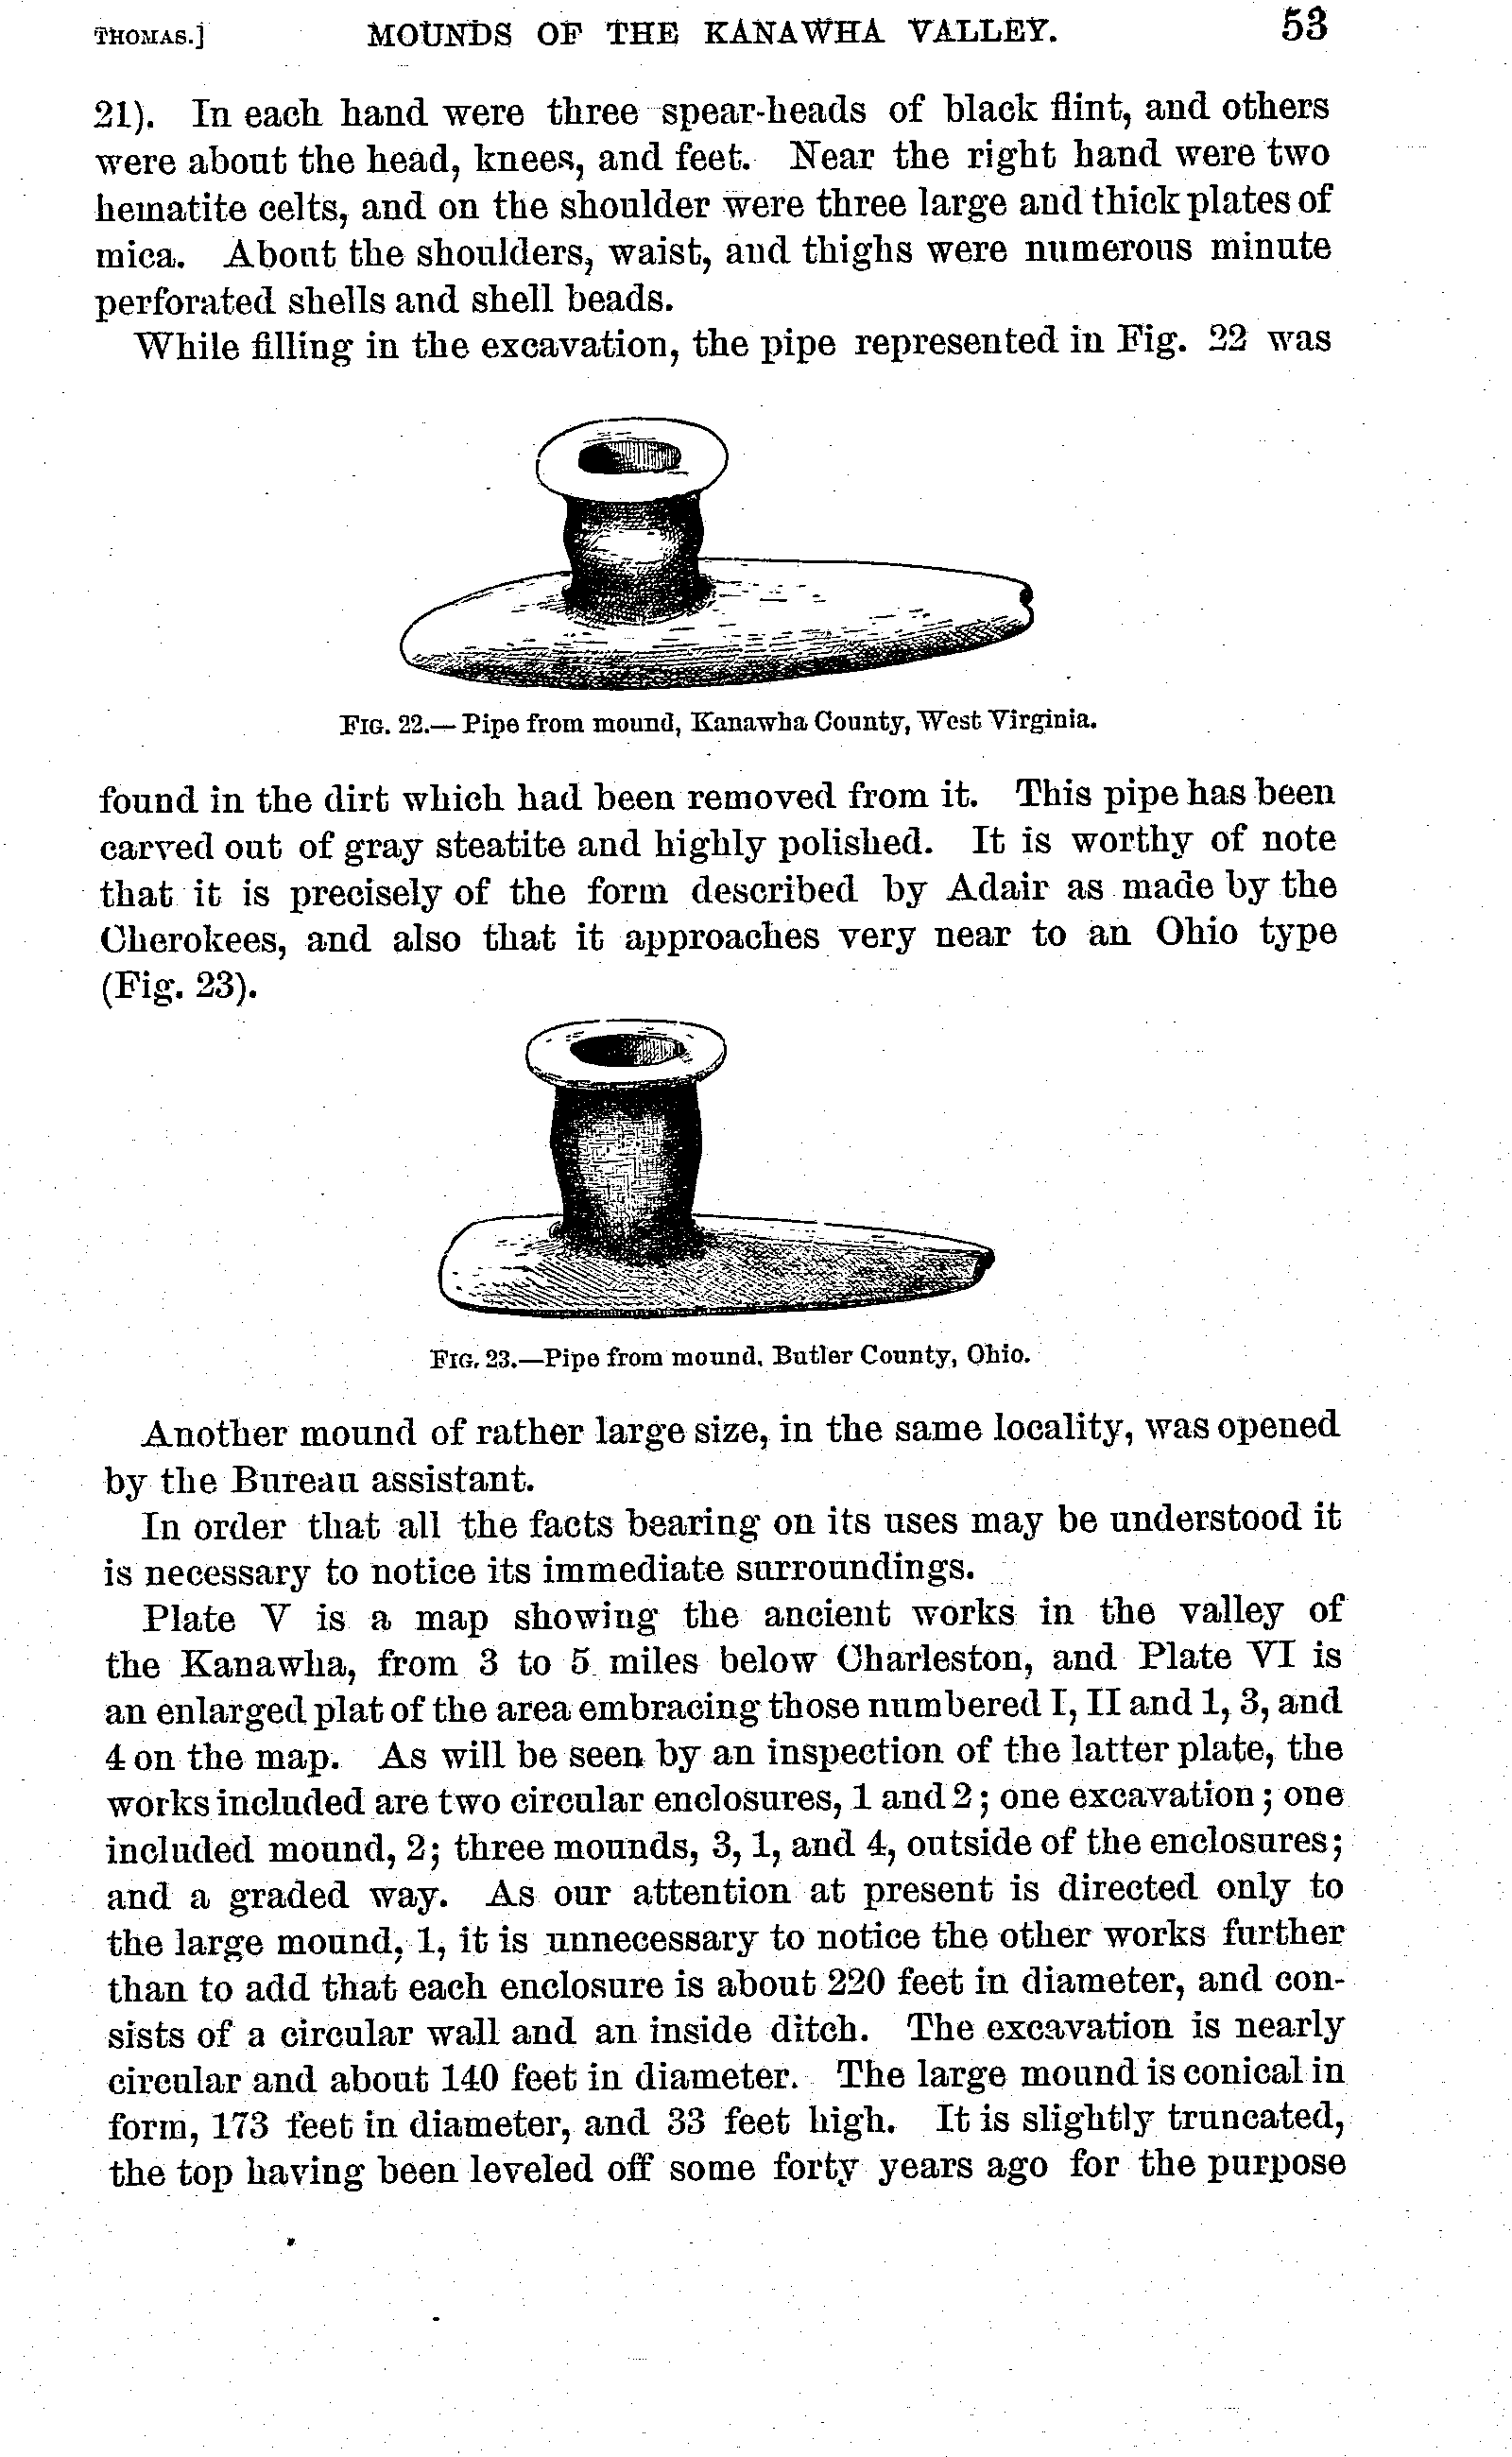 THOMAS.] MOUNDS OF THE KANAWHA VALLEY. 53
21). In each hand were three spear-heads of black flint, and others
were about the head, knees, and feet. Near the right hand were two
hematite celts, and on the shoulder were three large and thick plates of
mica. About the shoulders, waist, and thighs were numerous minute
perforated shells and shell beads.
While filling in the excavation, the pipe represented in Fig. 22 was
FIG. 22.—Pipe from mound, Kanawha County, West Virginia.
found in the dirt which had been removed from it. This pipe has been
carved out of gray steatite and highly polished. It is worthy of note
that it is precisely of the form described by Adair as made by the
Cherokees, and also that it approaches very near to an Ohio type
(Fig. 23).
FIG. 23.—Pipe from mound, Butler County, Ohio.
Another mound of rather large size, in the same locality, was opened
by the Bureau assistant.
In order that all the facts bearing on its uses may be understood it
is necessary to notice its immediate surroundings.
Plate V is a map showing the ancient works in the valley of
the Kanawha, from 3 to 5 miles below Charleston, and Plate VI is
an enlarged plat of the area embracing those numbered I, II and 1, 3, and
4 on the map. As will be seen by an inspection of the latter plate, the
works included are two circular enclosures, 1 and 2; one excavation; one
included mound, 2; three mounds, 3, 1, and 4, outside of the enclosures;
and a graded way. As our attention at present is directed only to
the large mound, 1, it is unnecessary to notice the other works further
than to add that each enclosure is about 220 feet in diameter, and con-
sists of a circular wall and an inside ditch. The excavation is nearly
circular and about 140 feet in diameter. The large mound is conical in
form, 173 feet in diameter, and 33 feet high. It is slightly truncated,
the top having been leveled off some forty years ago for the purpose